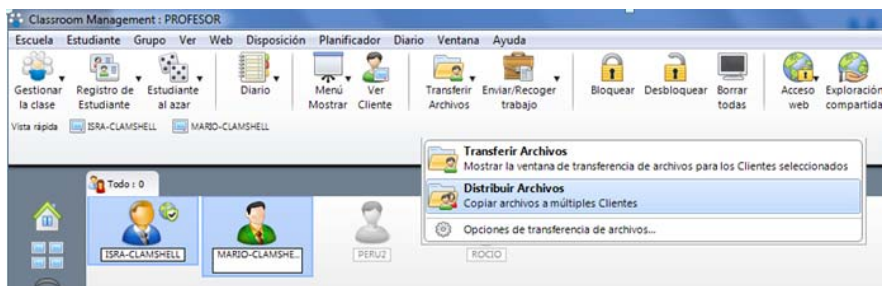 Classroom Management : PROFESOR
Escuela Estudiante Grupo Ver Web Disposición Planificador Diario Ventana Ayuda
Gestionar la clase
Registro de Estudiante
Estudiante al azar
Diario
Menú Mostrar
Ver Cliente
Transferir Archivos
Enviar/Recoger trabajo
Bloquear
Desbloquear
Borrar todas
Acceso web
Exploración compartida
Vista rápida ISRA-CLAMSHELL MARIO-CLAMSHELL
Transferir Archivos
Mostrar la ventana de transferencia de archivos para los Clientes seleccionados
Distribuir Archivos
Copiar archivos a múltiples Clientes
Opciones de transferencia de archivos...
Todo : 0
ISRA-CLAMSHELL MARIO-CLAMSHE... PERU2 ROCIO